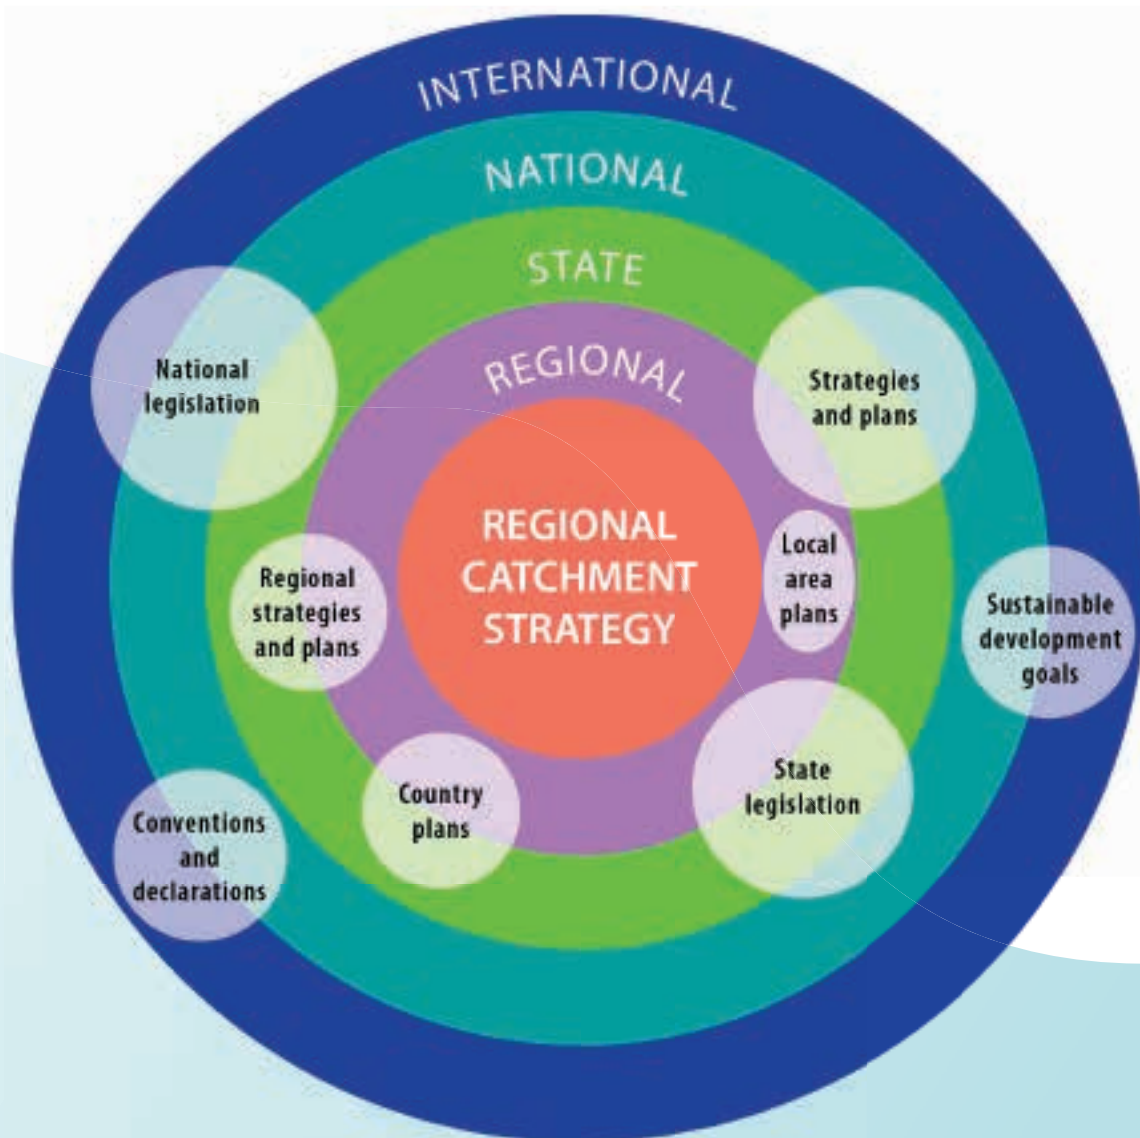 INTERNATIONAL
NATIONAL
STATE
REGIONAL
REGIONAL
CATCHMENT
STRATEGY
National
legislation
Strategies
and plans
Regional
strategies
and plans
Local
area
plans
Sustainable
development
goals
Country
plans
State
legislation
Conventions
and
declarations